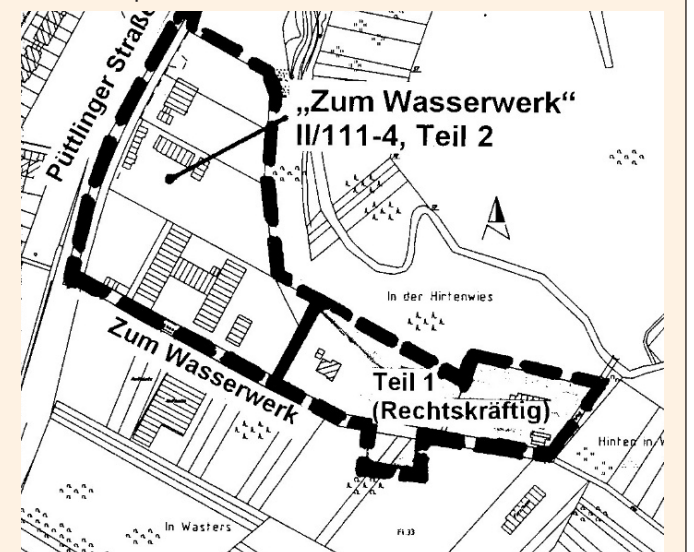 Püttlinger Straße
„Zum Wasserwerk“
II/111-4, Teil 2
In der Hirtenwies
Zum Wasserwerk
Teil 1
(Rechtskräftig)
Hinten in W
In Wasters
Fl.33